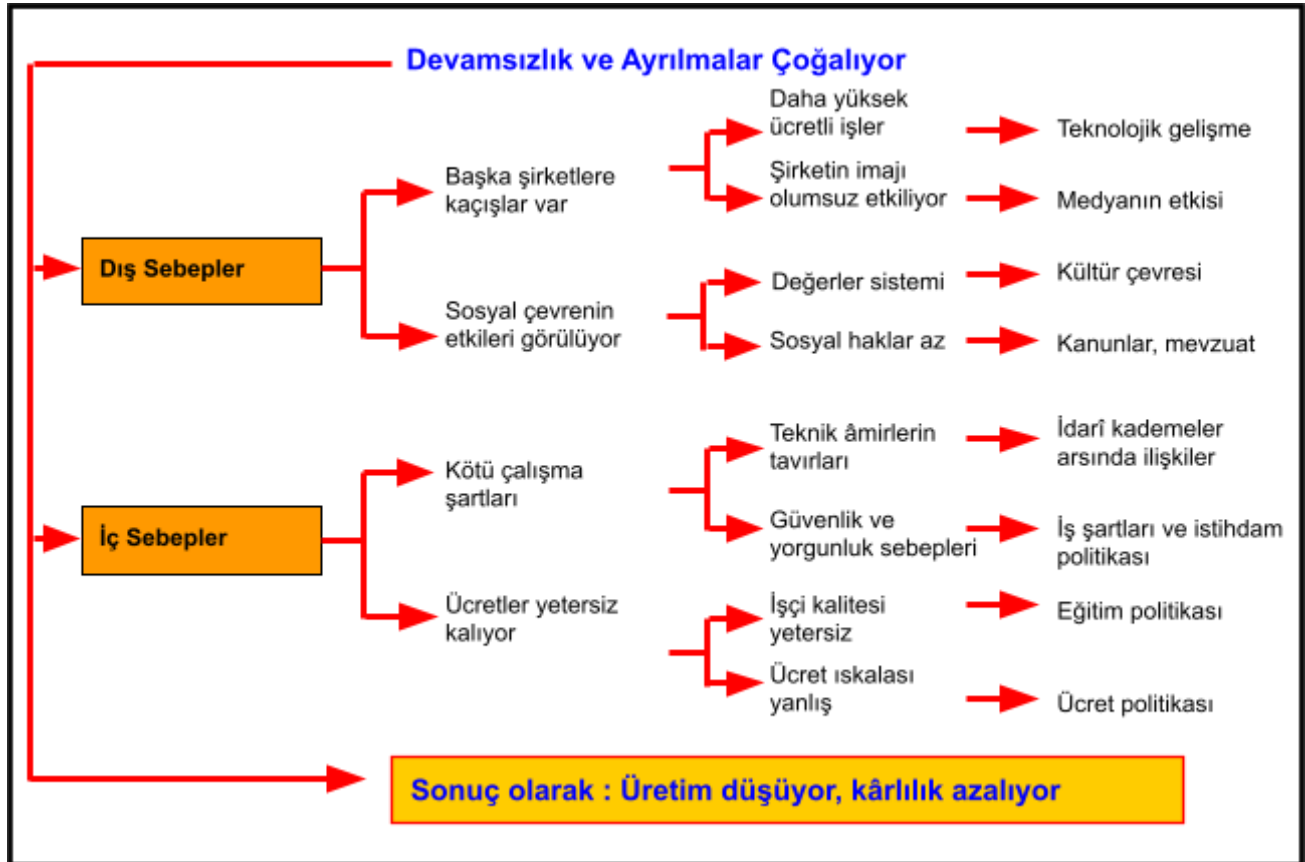 Devamsızlık ve Ayrılmalar Çoğalıyor
Dış Sebepler
Başka şirketlere
kaçışlar var
Daha yüksek
ücretli işler
Teknolojik gelişme
Şirketin imajı
olumsuz etkiliyor
Medyanın etkisi
Sosyal çevrenin
etkileri görülüyor
Değerler sistemi
Kültür çevresi
Sosyal haklar az
Kanunlar, mevzuat
İç Sebepler
Kötü çalışma
şartları
Teknik âmirlerin
tavırları
İdarî kademeler
arsında ilişkiler
Güvenlik ve
yorgunluk sebepleri
İş şartları ve istihdam
politikası
Ücretler yetersiz
kalıyor
İşçi kalitesi
yetersiz
Eğitim politikası
Ücret ıskalası
yanlış
Ücret politikası
Sonuç olarak : Üretim düşüyor, kârlılık azalıyor